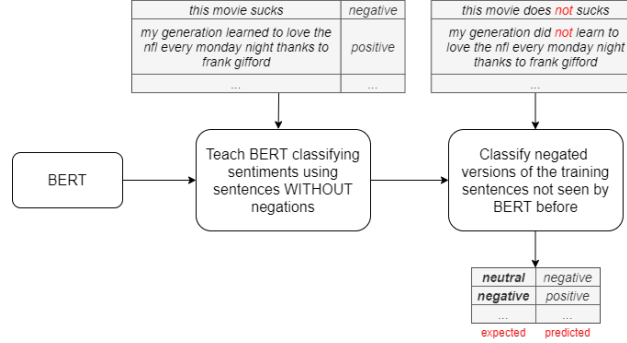 this movie sucks negative
my generation learned to love the
nfl every monday night thanks to
frank gifford
positive
... ...
this movie does not sucks
my generation did not learn to
love the nfl every monday night
thanks to frank gifford
...
BERT
Teach BERT classifying
sentiments using
sentences WITHOUT
negations
Classify negated
versions of the training
sentences not seen by
BERT before
neutral negative
negative positive
... ...
expected predicted